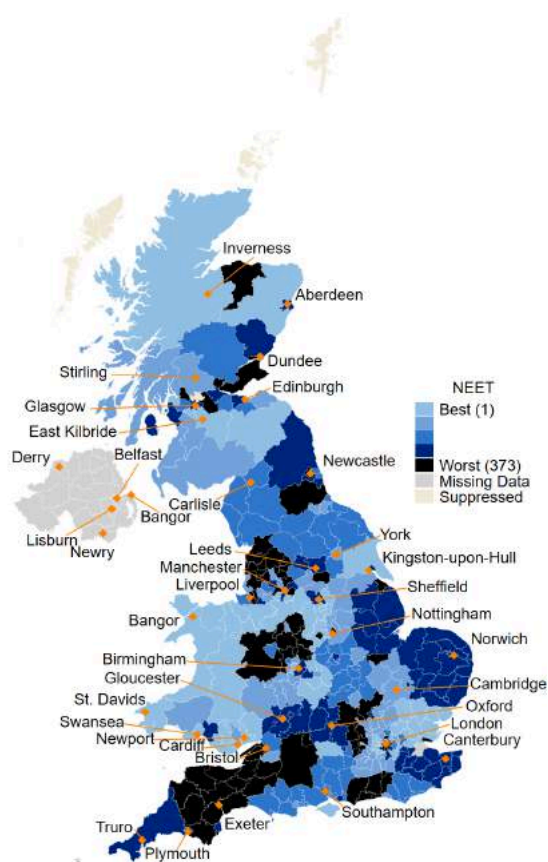 Inverness
Aberdeen
Dundee
Stirling
Edinburgh
Glasgow
East Kilbride
NEET
Best (1)
Worst (373)
Missing Data
Suppressed
Derry
Belfast
Newcastle
Carlisle
Bangor
Lisburn
Newry
York
Leeds
Kingston-upon-Hull
Manchester
Liverpool
Sheffield
Bangor
Nottingham
Norwich
Birmingham
Gloucester
Cambridge
St. Davids
Oxford
Swansea
London
Newport
Canterbury
Cardiff
Bristol
Southampton
Truro
Exeter
Plymouth